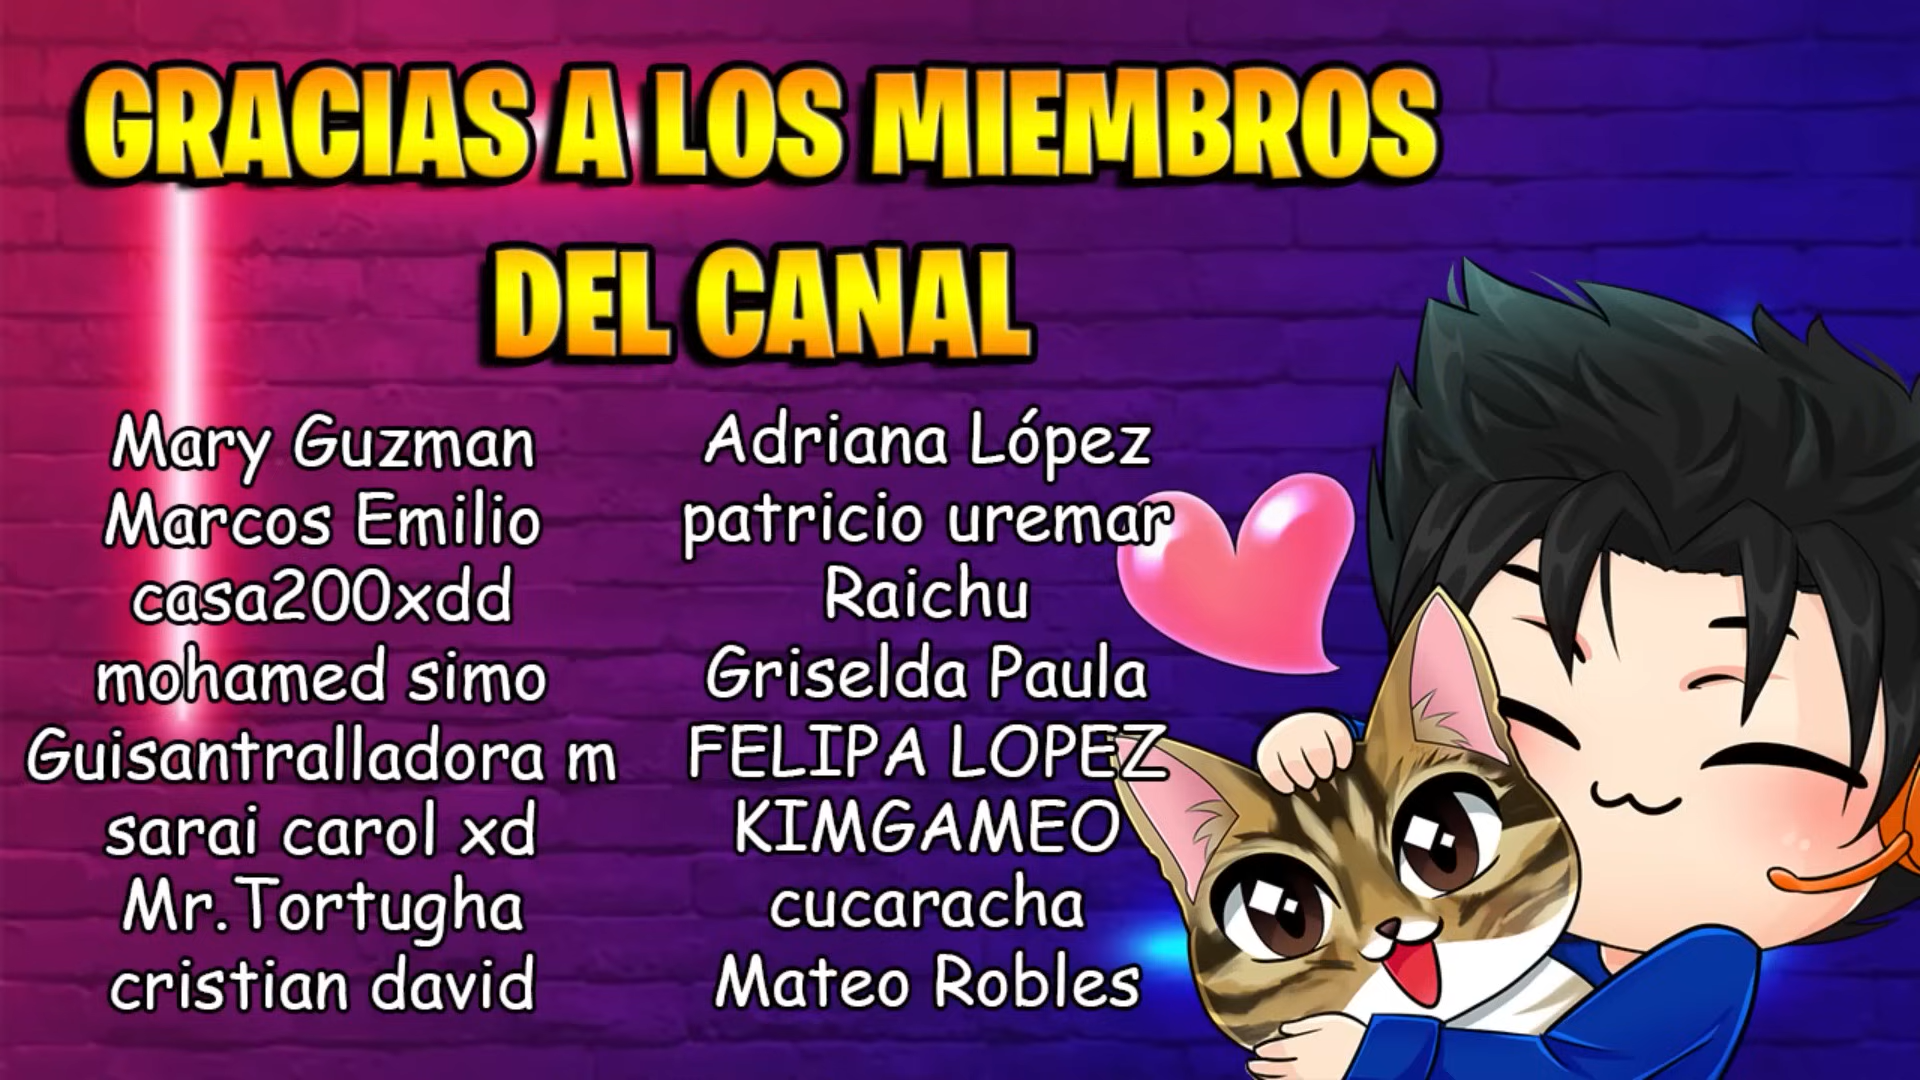 GRACIAS A LOS MIEMBROS
DEL CANAL
Mary Guzman
Marcos Emilio
casa200xdd
mohamed simo
Guisantralladora m
sarai carol xd
Mr.Tortugha
cristian david
Adriana López
patricio uremar
Raichu
Griselda Paula
FELIPA LOPEZ
KIMGAMEO
cucaracha
Mateo Robles